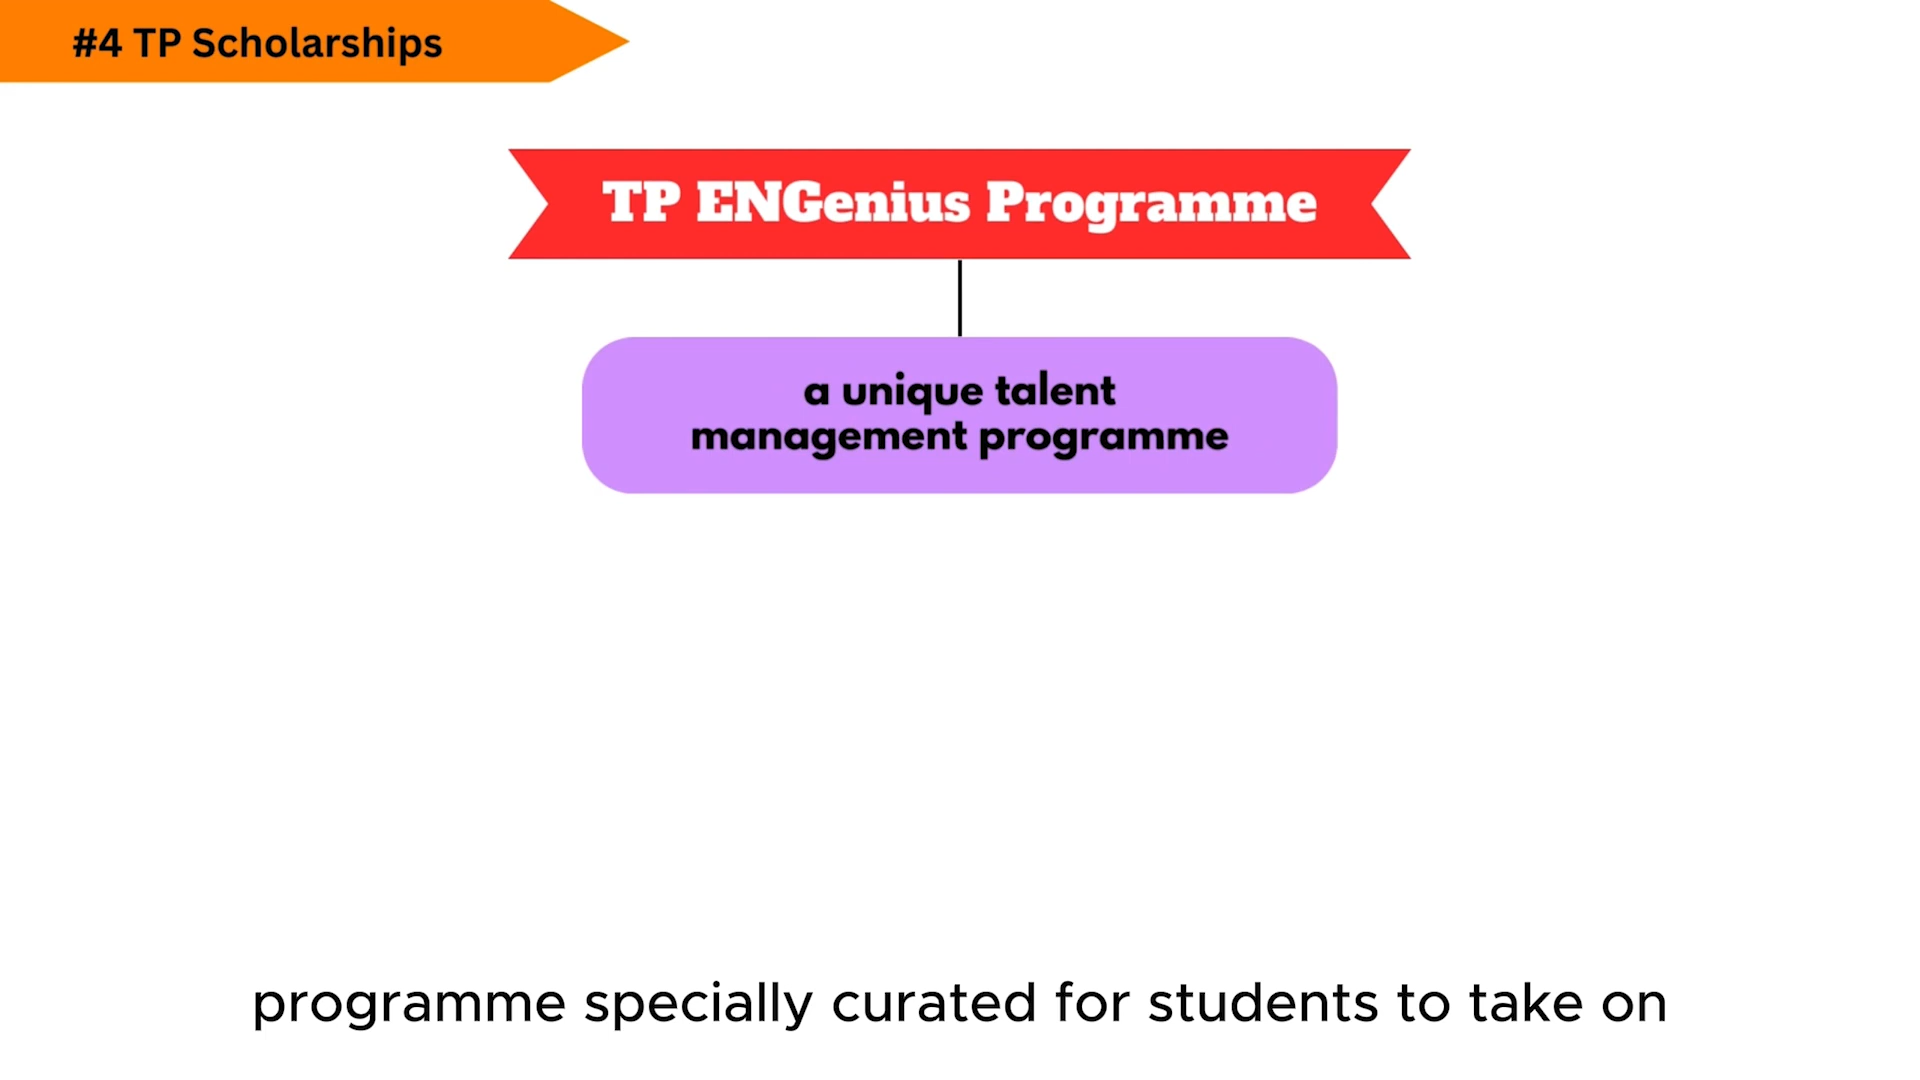 #4 TP Scholarships
TP ENGenius Programme
a unique talent
management programme
programme specially curated for students to take on